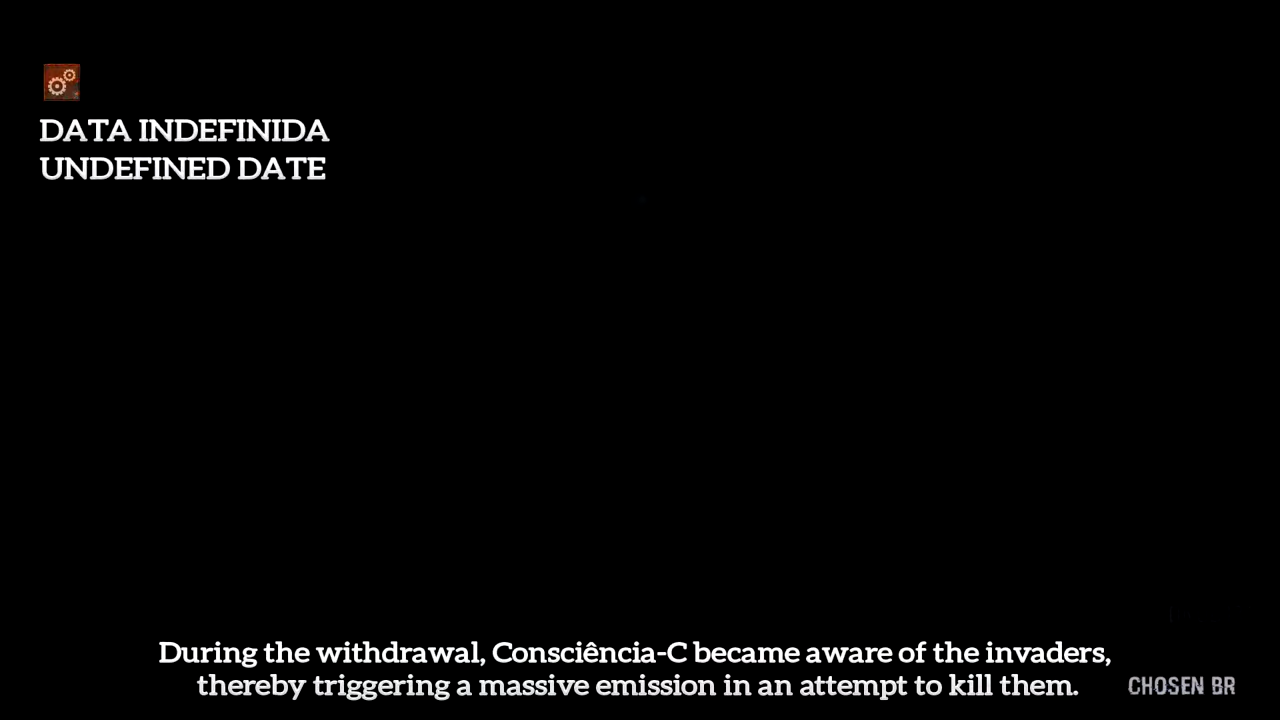 DATA INDEFINIDA
UNDEFINED DATE
During the withdrawal, Consciência-C became aware of the invaders,
thereby triggering a massive emission in an attempt to kill them.
CHOSEN BR